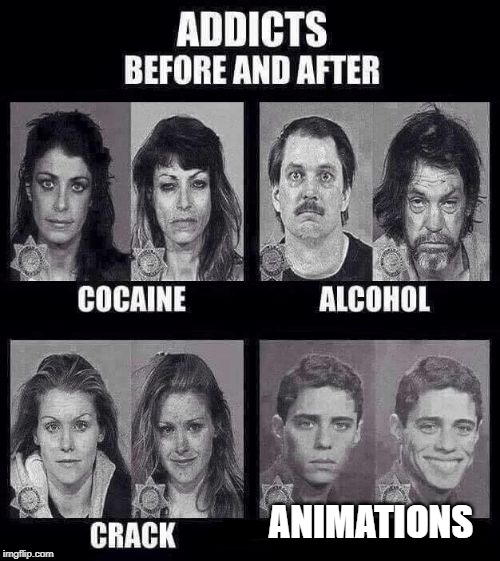 ADDICTS
BEFORE AND AFTER
COCAINE
ALCOHOL
CRACK
ANIMATIONS
imgflip.com